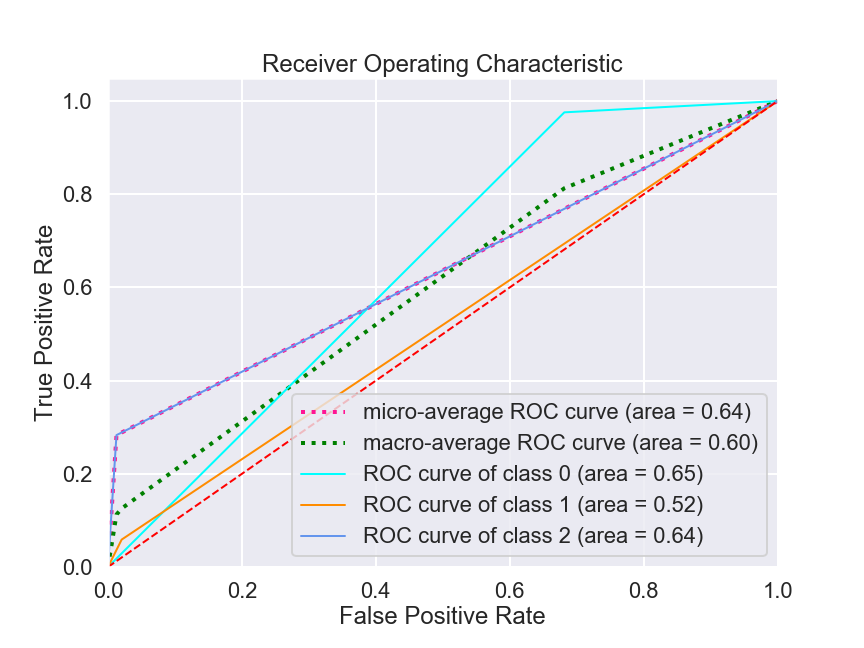 Receiver Operating Characteristic
1.0
0.8
0.6
0.4
0.2
0.0
True Positive Rate
micro-average ROC curve (area = 0.64)
macro-average ROC curve (area = 0.60)
ROC curve of class 0 (area = 0.65)
ROC curve of class 1 (area = 0.52)
ROC curve of class 2 (area = 0.64)
0.0 0.2 0.4 0.6 0.8 1.0
False Positive Rate